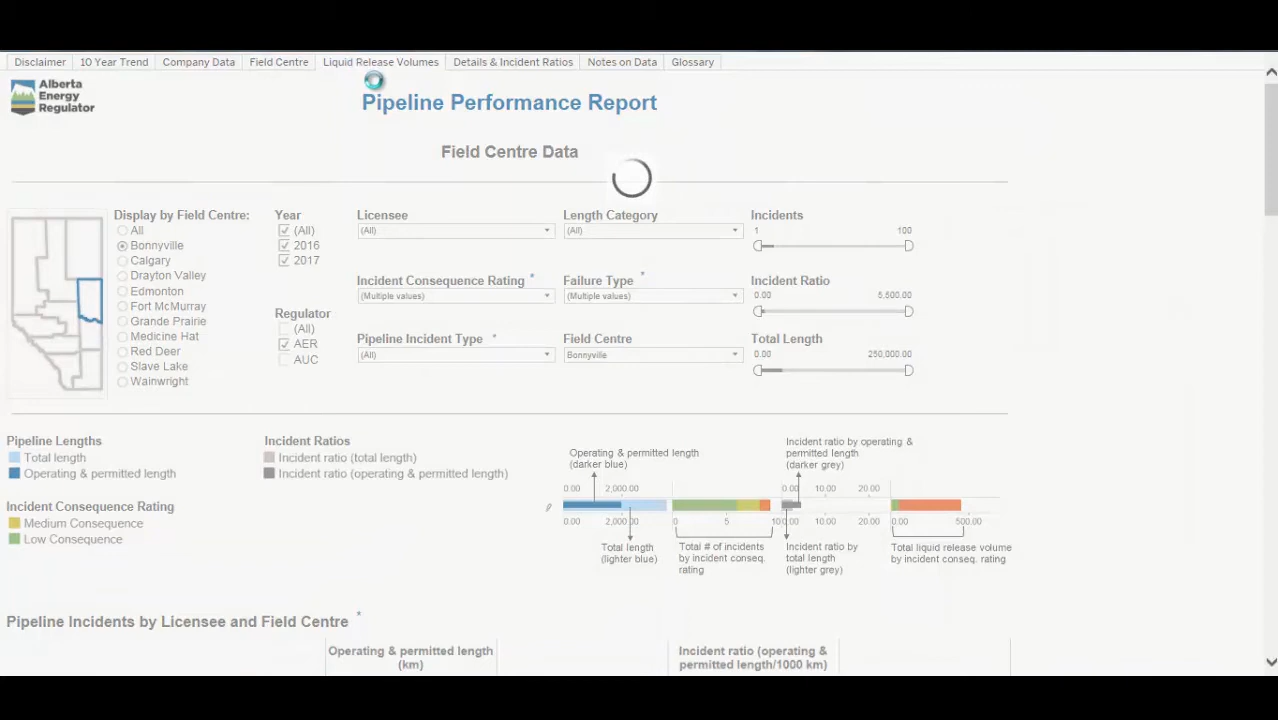 Disclaimer 10 Year Trend Company Data Field Centre Liquid Release Volumes Details & Incident Ratios Notes on Data Glossary
Alberta
Energy
Regulator
Pipeline Performance Report
Field Centre Data
Display by Field Centre:
All
Bonnyville
Calgary
Drayton Valley
Edmonton
Fort McMurray
Grande Prairie
Medicine Hat
Red Deer
Slave Lake
Wainwright
Year
(All)
2016
2017
Regulator
(All)
AER
AUC
Licensee
(All)
Length Category
(All)
Incidents
1 100
Incident Consequence Rating *
(Multiple values)
Failure Type *
(Multiple values)
Incident Ratio
0.00 5,500.00
Pipeline Incident Type *
(All)
Field Centre
Bonnyville
Total Length
0.00 250,000.00
Pipeline Lengths
Total length
Operating & permitted length
Incident Consequence Rating
Medium Consequence
Low Consequence
Incident Ratios
Incident ratio (total length)
Incident ratio (operating & permitted length)
Operating & permitted length
(darker blue)
Incident ratio by operating &
permitted length
(darker grey)
0.00 2,000.00 0.00 10.00 20.00
0.00 2,000.00 0 5 10 0.00 10.00 20.00 0.00 500.00
Total length
(lighter blue)
Total # of incidents
by incident conseq.
rating
Incident ratio by
total length
(lighter grey)
Total liquid release volume
by incident conseq. rating
Pipeline Incidents by Licensee and Field Centre *
Operating & permitted length
(km)
Incident ratio (operating &
permitted length/1000 km)